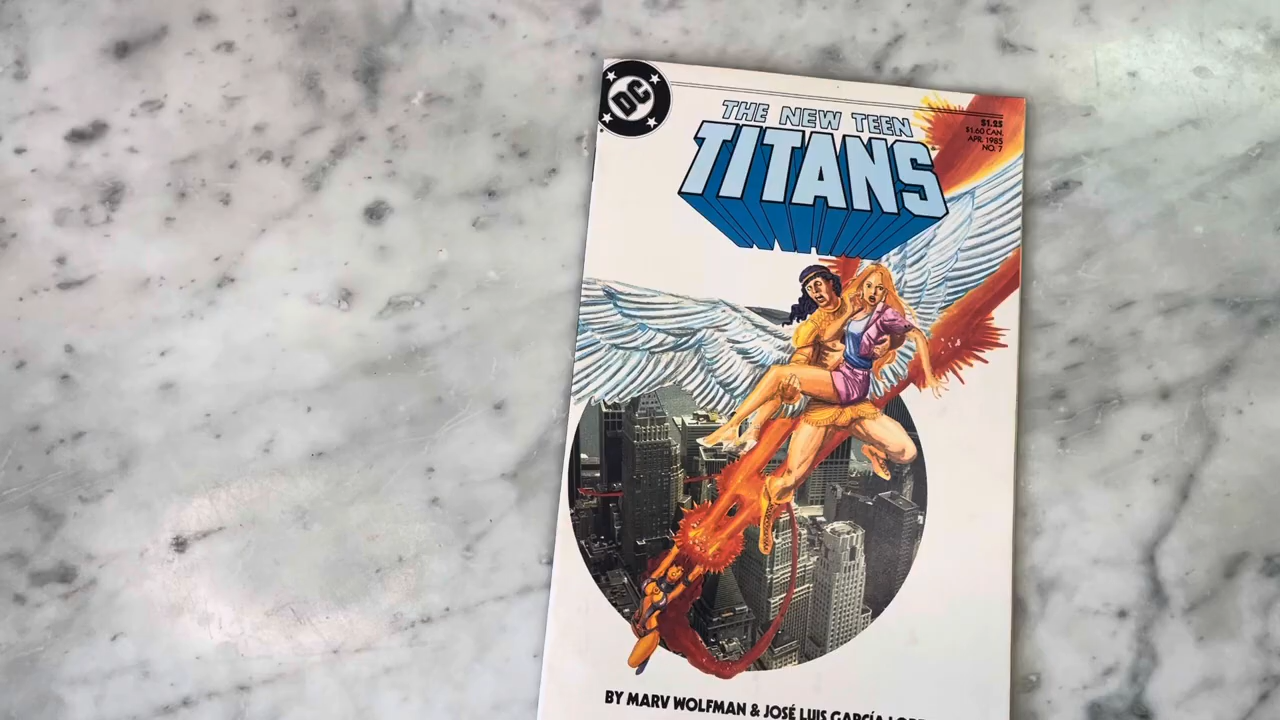 DC
THE NEW TEEN
TITANS
$1.25
$1.60 CAN.
APR. 1985
NO. 7
BY MARV WOLFMAN & JOSÉ LUIS GARCÍA